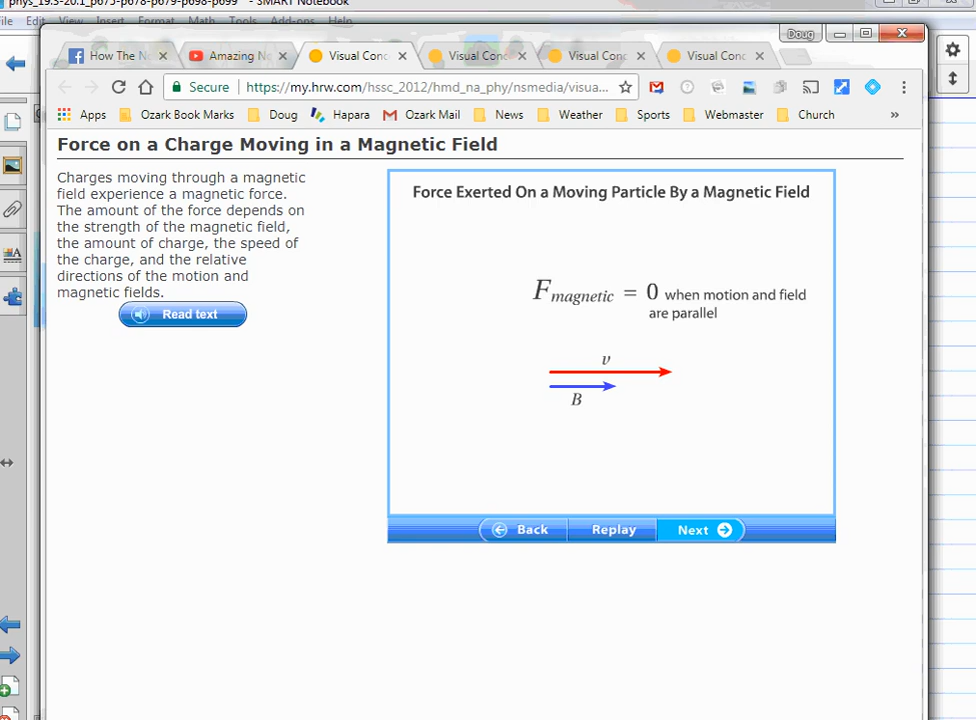 phys_19.3-20.1_p675-p678-p679-p698-p699 - SMART Notebook
File Edit View Insert Format Math Tools Add-ons Help
Doug
How The N
Amazing N
Visual Conc
Visual Conc
Visual Conc
Visual Conc
Secure https://my.hrw.com/hssc_2012/hmd_na_phy/nsmedia/visua...
Apps Ozark Book Marks Doug Hapara Ozark Mail News Weather Sports Webmaster Church »
Force on a Charge Moving in a Magnetic Field
Charges moving through a magnetic
field experience a magnetic force.
The amount of the force depends on
the strength of the magnetic field,
the amount of charge, the speed of
the charge, and the relative
directions of the motion and
magnetic fields.
Read text
Force Exerted On a Moving Particle By a Magnetic Field
Fmagnetic = 0 when motion and field
are parallel
v
B
Back Replay Next